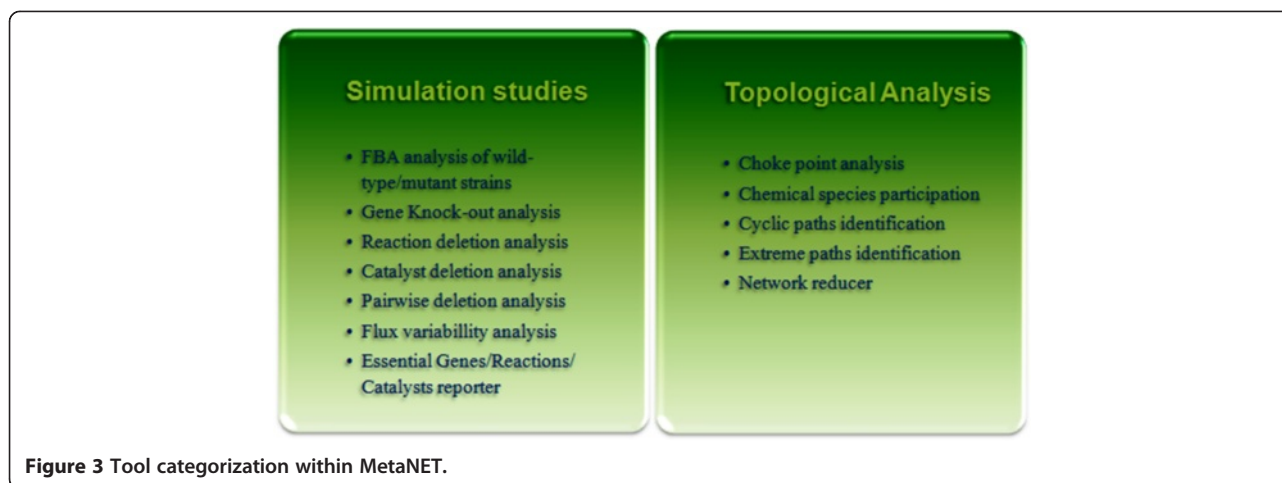 Simulation studies
• FBA analysis of wild-
type/mutant strains
• Gene Knock-out analysis
• Reaction deletion analysis
• Catalyst deletion analysis
• Pairwise deletion analysis
• Flux variabillity analysis
• Essential Genes/Reactions/
Catalysts reporter
Topological Analysis
• Choke point analysis
• Chemical species participation
• Cyclic paths identification
• Extreme paths identification
• Network reducer
Figure 3 Tool categorization within MetaNET.